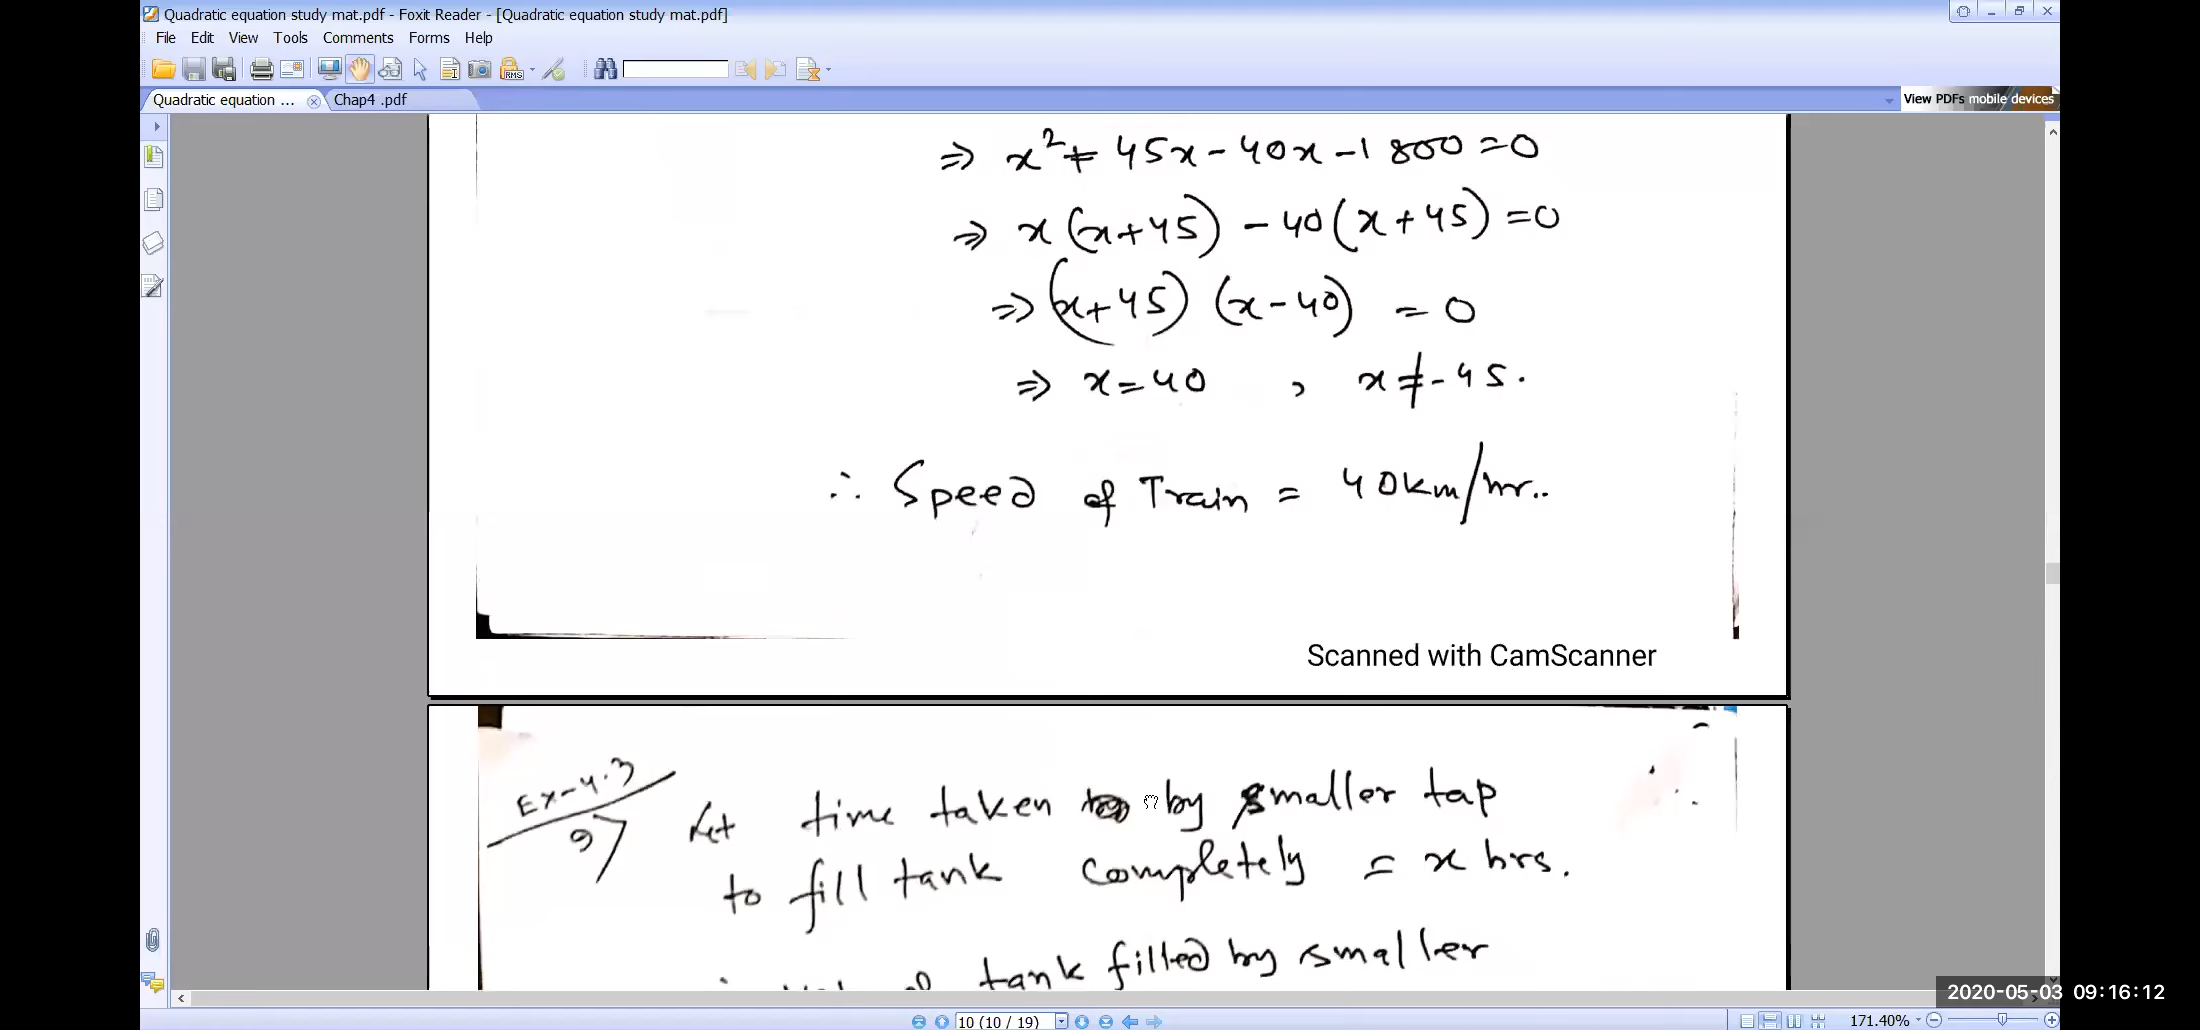 Quadratic equation study mat.pdf - Foxit Reader - [Quadratic equation study mat.pdf]
File Edit View Tools Comments Forms Help
RMS
Quadratic equation ... Chap4 .pdf
View PDFs mobile devices
⇒ x² + 45x - 40x - 1800 = 0
⇒ x (x+45) - 40 (x+45) = 0
⇒ (x+45) (x-40) = 0
⇒ x = 40 , x ≠ -45.
∴ Speed of Train = 40km/hr..
Scanned with CamScanner
Ex-4.3
9) Let time taken by smaller tap
to fill tank completely = x hrs.
tank filled by smaller
2020-05-03 09:16:12
10 (10 / 19)
171.40%